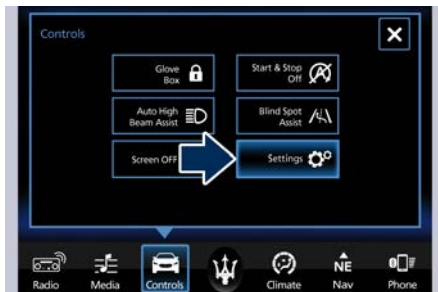 Controls
Glove
Box
Start & Stop
Off
Auto High
Beam Assist
Blind Spot
Assist
Screen OFF
Settings
Radio
Media
Controls
Climate
NE
Nav
Phone